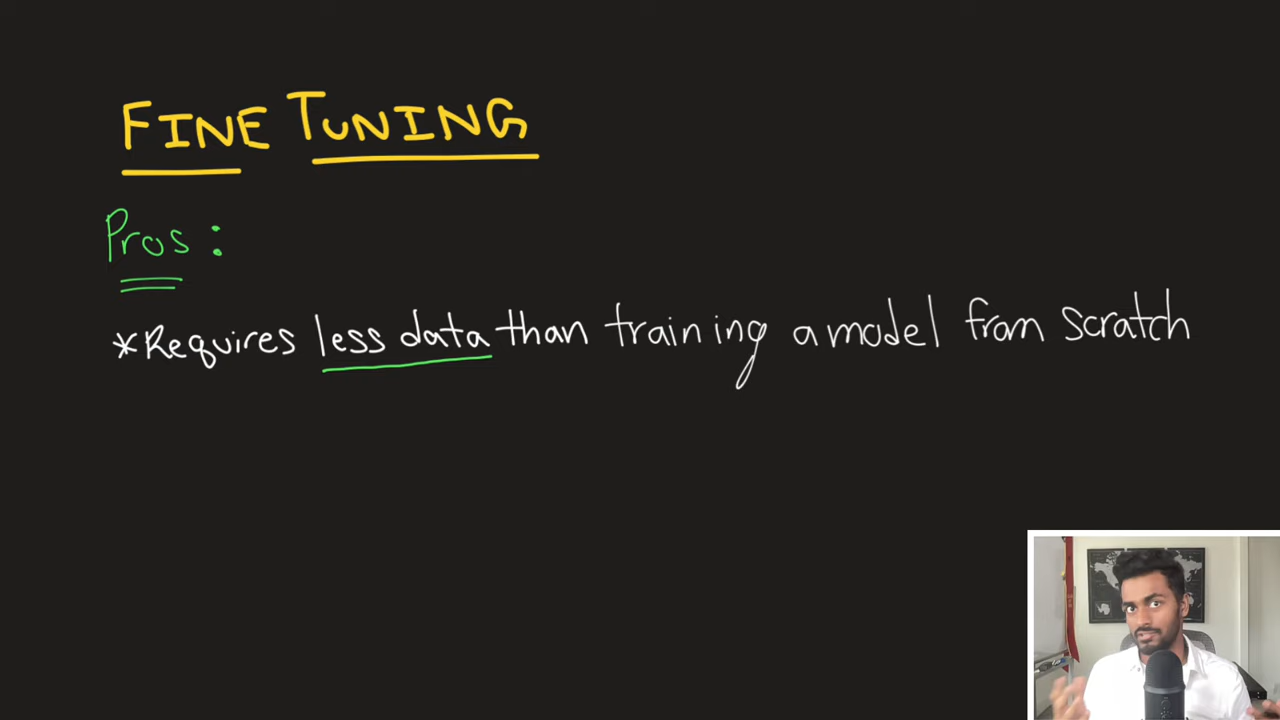 FINE TUNING
Pros :
*Requires less data than training a model from scratch